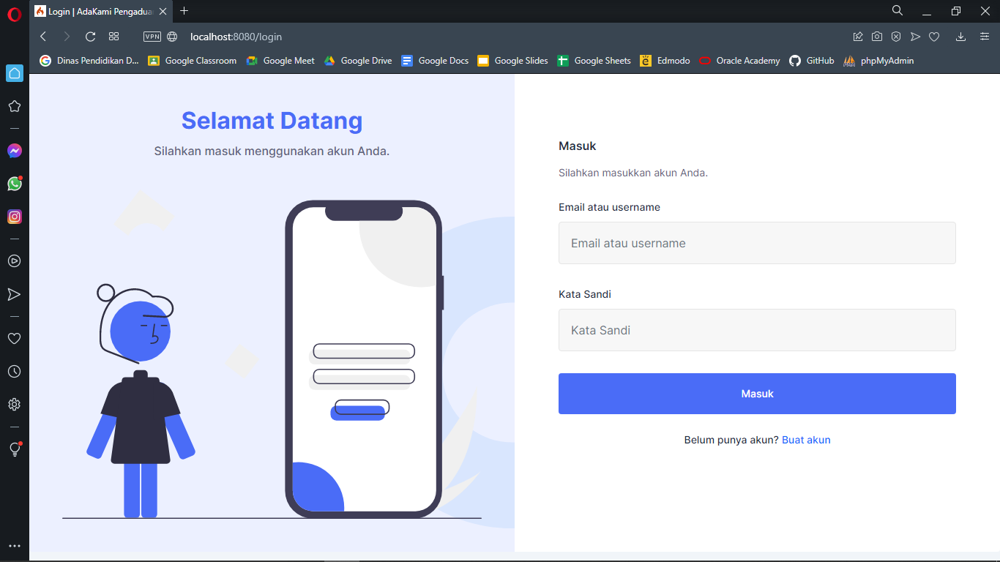 Login | AdaKami Pengadua
VPN
localhost:8080/login
Dinas Pendidikan D...
Google Classroom
Google Meet
Google Drive
Google Docs
Google Slides
Google Sheets
Edmodo
Oracle Academy
GitHub
phpMyAdmin
Selamat Datang
Silahkan masuk menggunakan akun Anda.
Masuk
Silahkan masukkan akun Anda.
Email atau username
Email atau username
Kata Sandi
Kata Sandi
Masuk
Belum punya akun? Buat akun